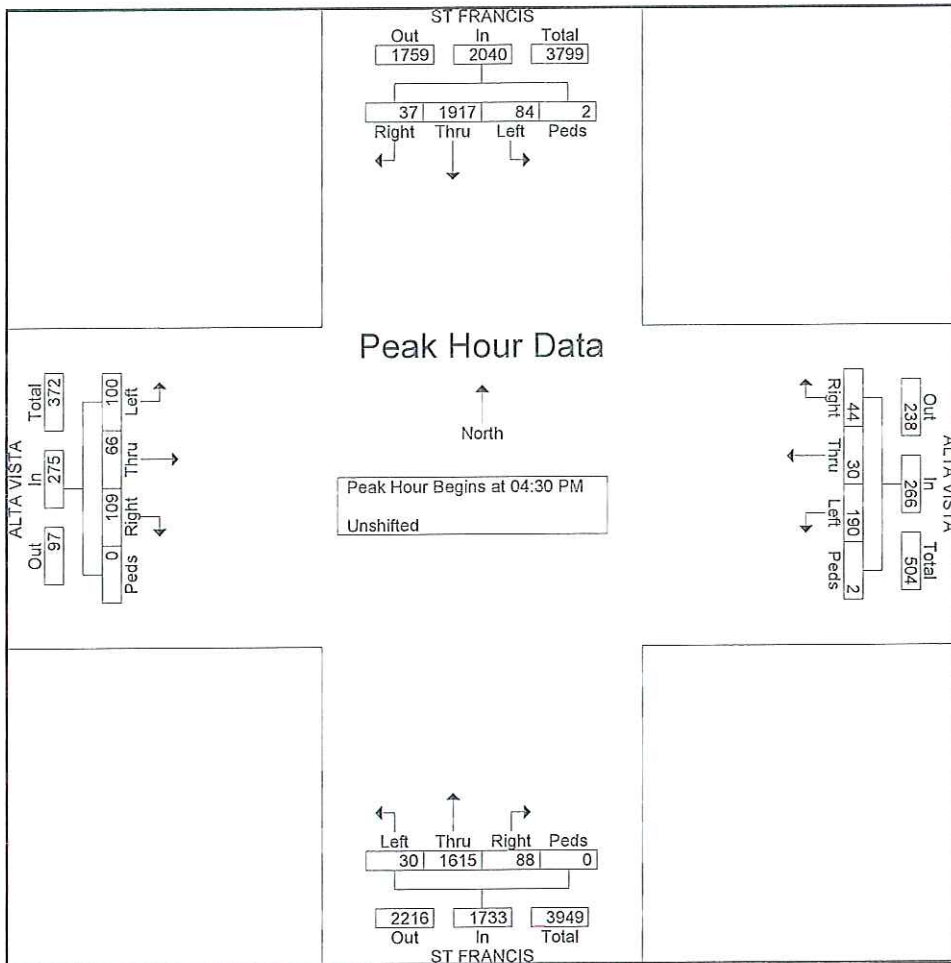 ST FRANCIS
Out In Total
1759 2040 3799
37 1917 84 2
Right Thru Left Peds
Peak Hour Data
North
Peak Hour Begins at 04:30 PM
Unshifted
ALTA VISTA
Out In Total
97 275 372
Left Thru Right Peds
100 66 109 0
ALTA VISTA
Out In Total
238 266 504
Right Thru Left Peds
44 30 190 2
Left Thru Right Peds
30 1615 88 0
2216 1733 3949
Out In Total
ST FRANCIS